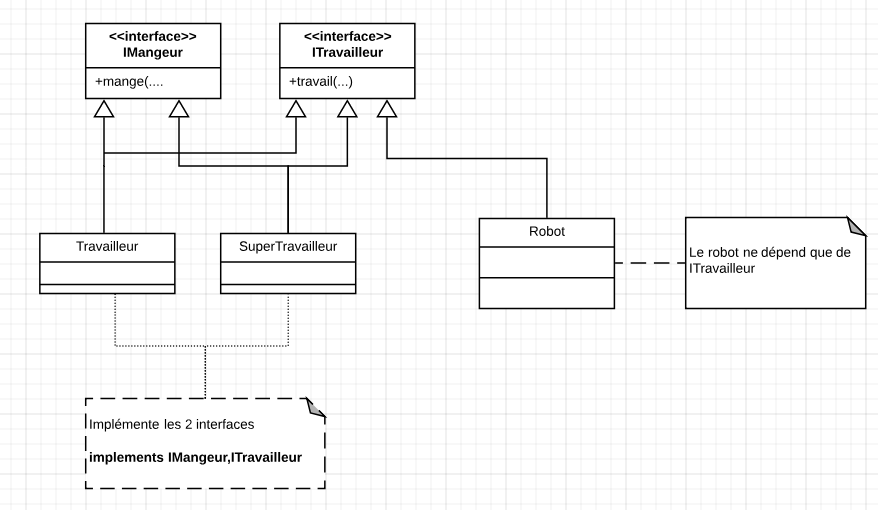 <<interface>>
IMangeur
+mange(....
<<interface>>
ITravailleur
+travail(...)
Travailleur
SuperTravailleur
Robot
Le robot ne dépend que de
ITravailleur
Implémente les 2 interfaces
implements IMangeur,ITravailleur